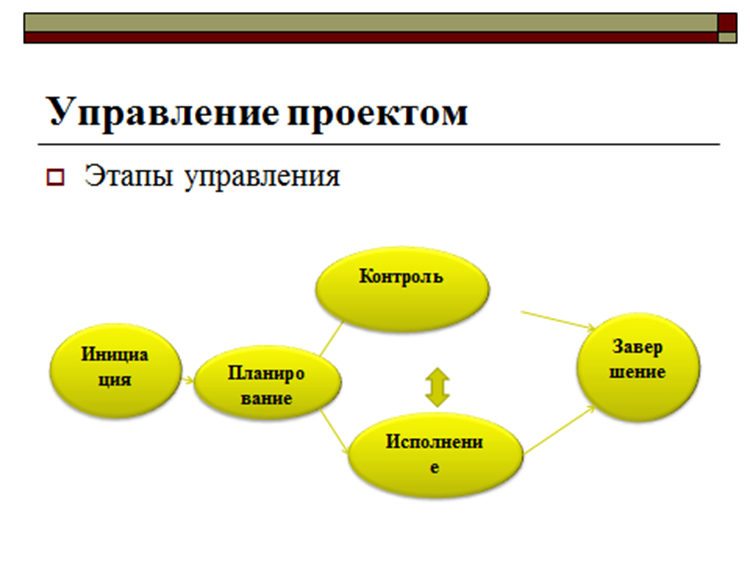 Управление проектом
Этапы управления
Контроль
Инициа
ция
Планиро
вание
Исполнени
е
Завер
шение